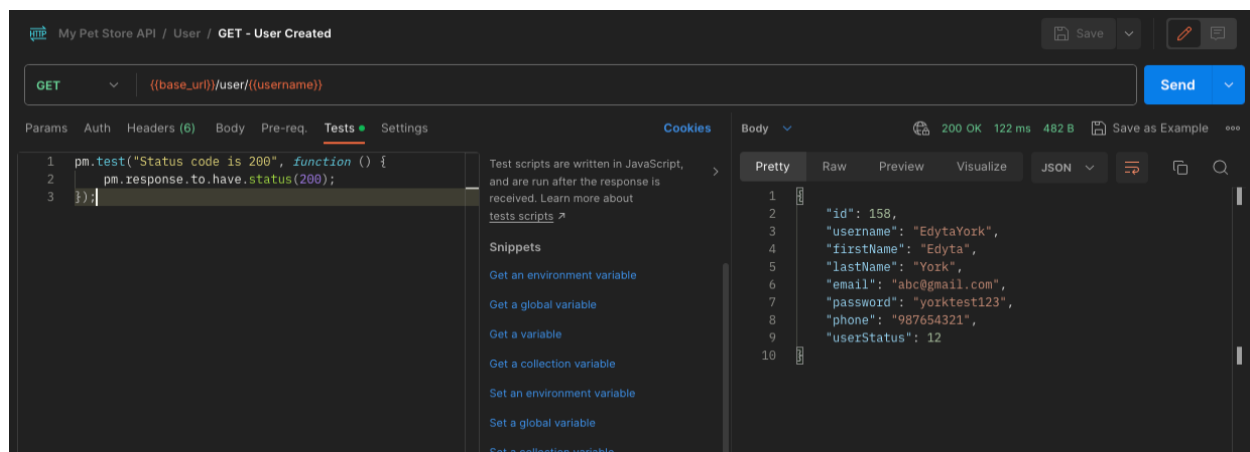 HTTP My Pet Store API / User / GET - User Created
Save
GET {{base_url}}/user/{{username}}
Send
Params Auth Headers (6) Body Pre-req. Tests Settings
Cookies
1 pm.test("Status code is 200", function () {
2 pm.response.to.have.status(200);
3 });
Test scripts are written in JavaScript,
and are run after the response is
received. Learn more about
tests scripts ↗
Snippets
Get an environment variable
Get a global variable
Get a variable
Get a collection variable
Set an environment variable
Set a global variable
Set a collection variable
Body 200 OK 122 ms 482 B Save as Example
Pretty Raw Preview Visualize JSON
1 {
2 "id": 158,
3 "username": "EdytaYork",
4 "firstName": "Edyta",
5 "lastName": "York",
6 "email": "abc@gmail.com",
7 "password": "yorktest123",
8 "phone": "987654321",
9 "userStatus": 12
10 }